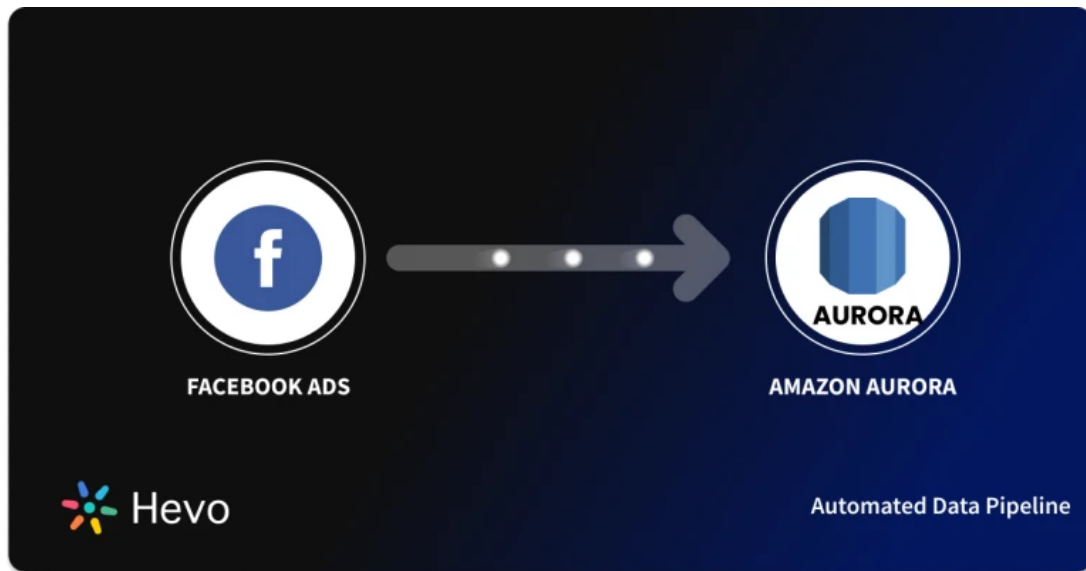 f
AURORA
FACEBOOK ADS
AMAZON AURORA
Hevo
Automated Data Pipeline